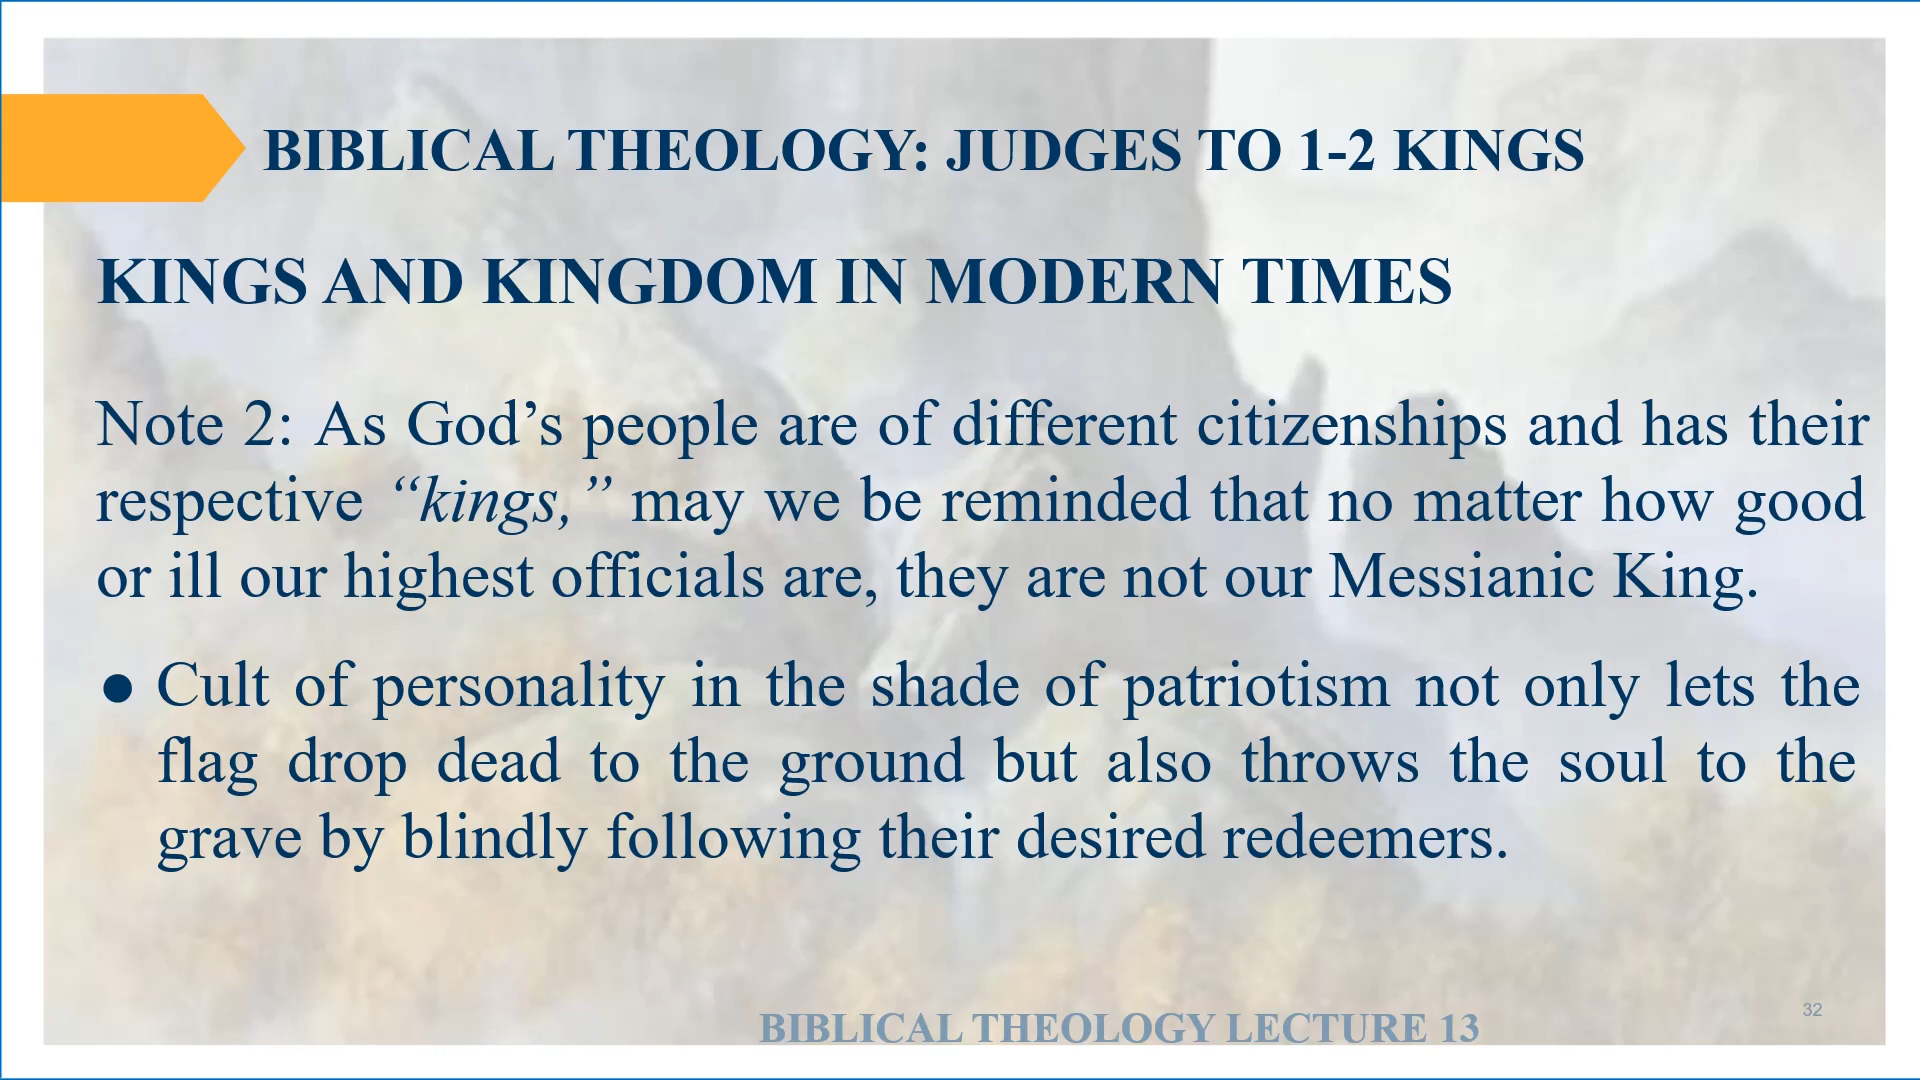 BIBLICAL THEOLOGY: JUDGES TO 1-2 KINGS
KINGS AND KINGDOM IN MODERN TIMES
Note 2: As God’s people are of different citizenships and has their
respective “kings,” may we be reminded that no matter how good
or ill our highest officials are, they are not our Messianic King.
● Cult of personality in the shade of patriotism not only lets the
flag drop dead to the ground but also throws the soul to the
grave by blindly following their desired redeemers.
32
BIBLICAL THEOLOGY LECTURE 13